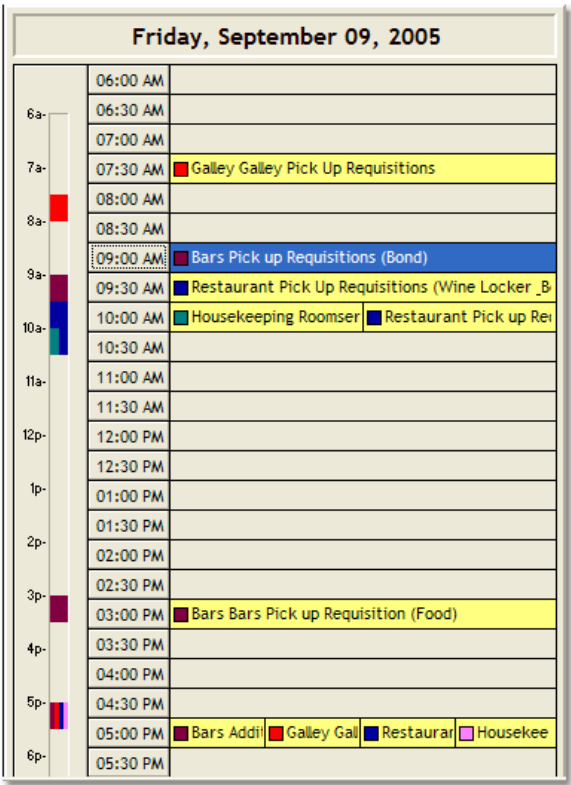 Friday, September 09, 2005
06:00 AM
6a-
06:30 AM
07:00 AM
7a-
07:30 AM Galley Galley Pick Up Requisitions
08:00 AM
8a-
08:30 AM
09:00 AM Bars Pick up Requisitions (Bond)
9a-
09:30 AM Restaurant Pick Up Requisitions (Wine Locker _B
10:00 AM Housekeeping Roomser Restaurant Pick up Re
10a-
10:30 AM
11:00 AM
11a-
11:30 AM
12:00 PM
12p-
12:30 PM
01:00 PM
1p-
01:30 PM
02:00 PM
2p-
02:30 PM
03:00 PM Bars Bars Pick up Requisition (Food)
3p-
03:30 PM
04:00 PM
4p-
04:30 PM
5p-
05:00 PM Bars Addi Galley Gal Restaurar Housekee
05:30 PM
6p-